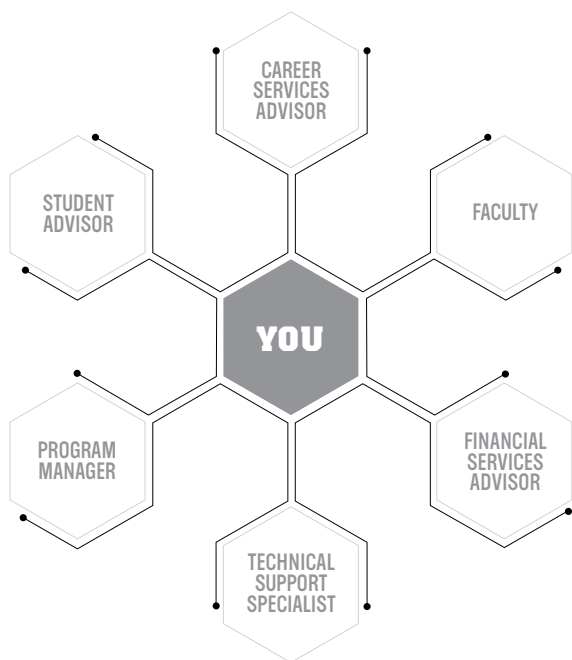 CAREER
SERVICES
ADVISOR
STUDENT
ADVISOR
FACULTY
YOU
PROGRAM
MANAGER
FINANCIAL
SERVICES
ADVISOR
TECHNICAL
SUPPORT
SPECIALIST